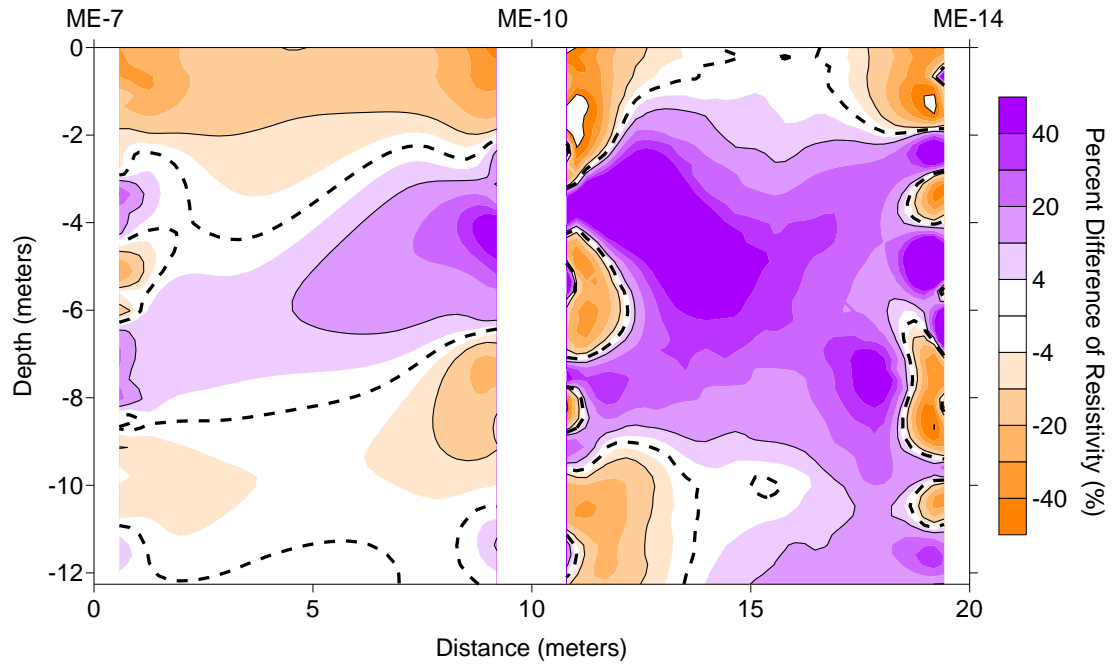 ME-7 ME-10 ME-14
0
-2
-4
-6
-8
-10
-12
Depth (meters)
0 5 10 15 20
Distance (meters)
40
20
4
-4
-20
-40
Percent Difference of Resistivity (%)